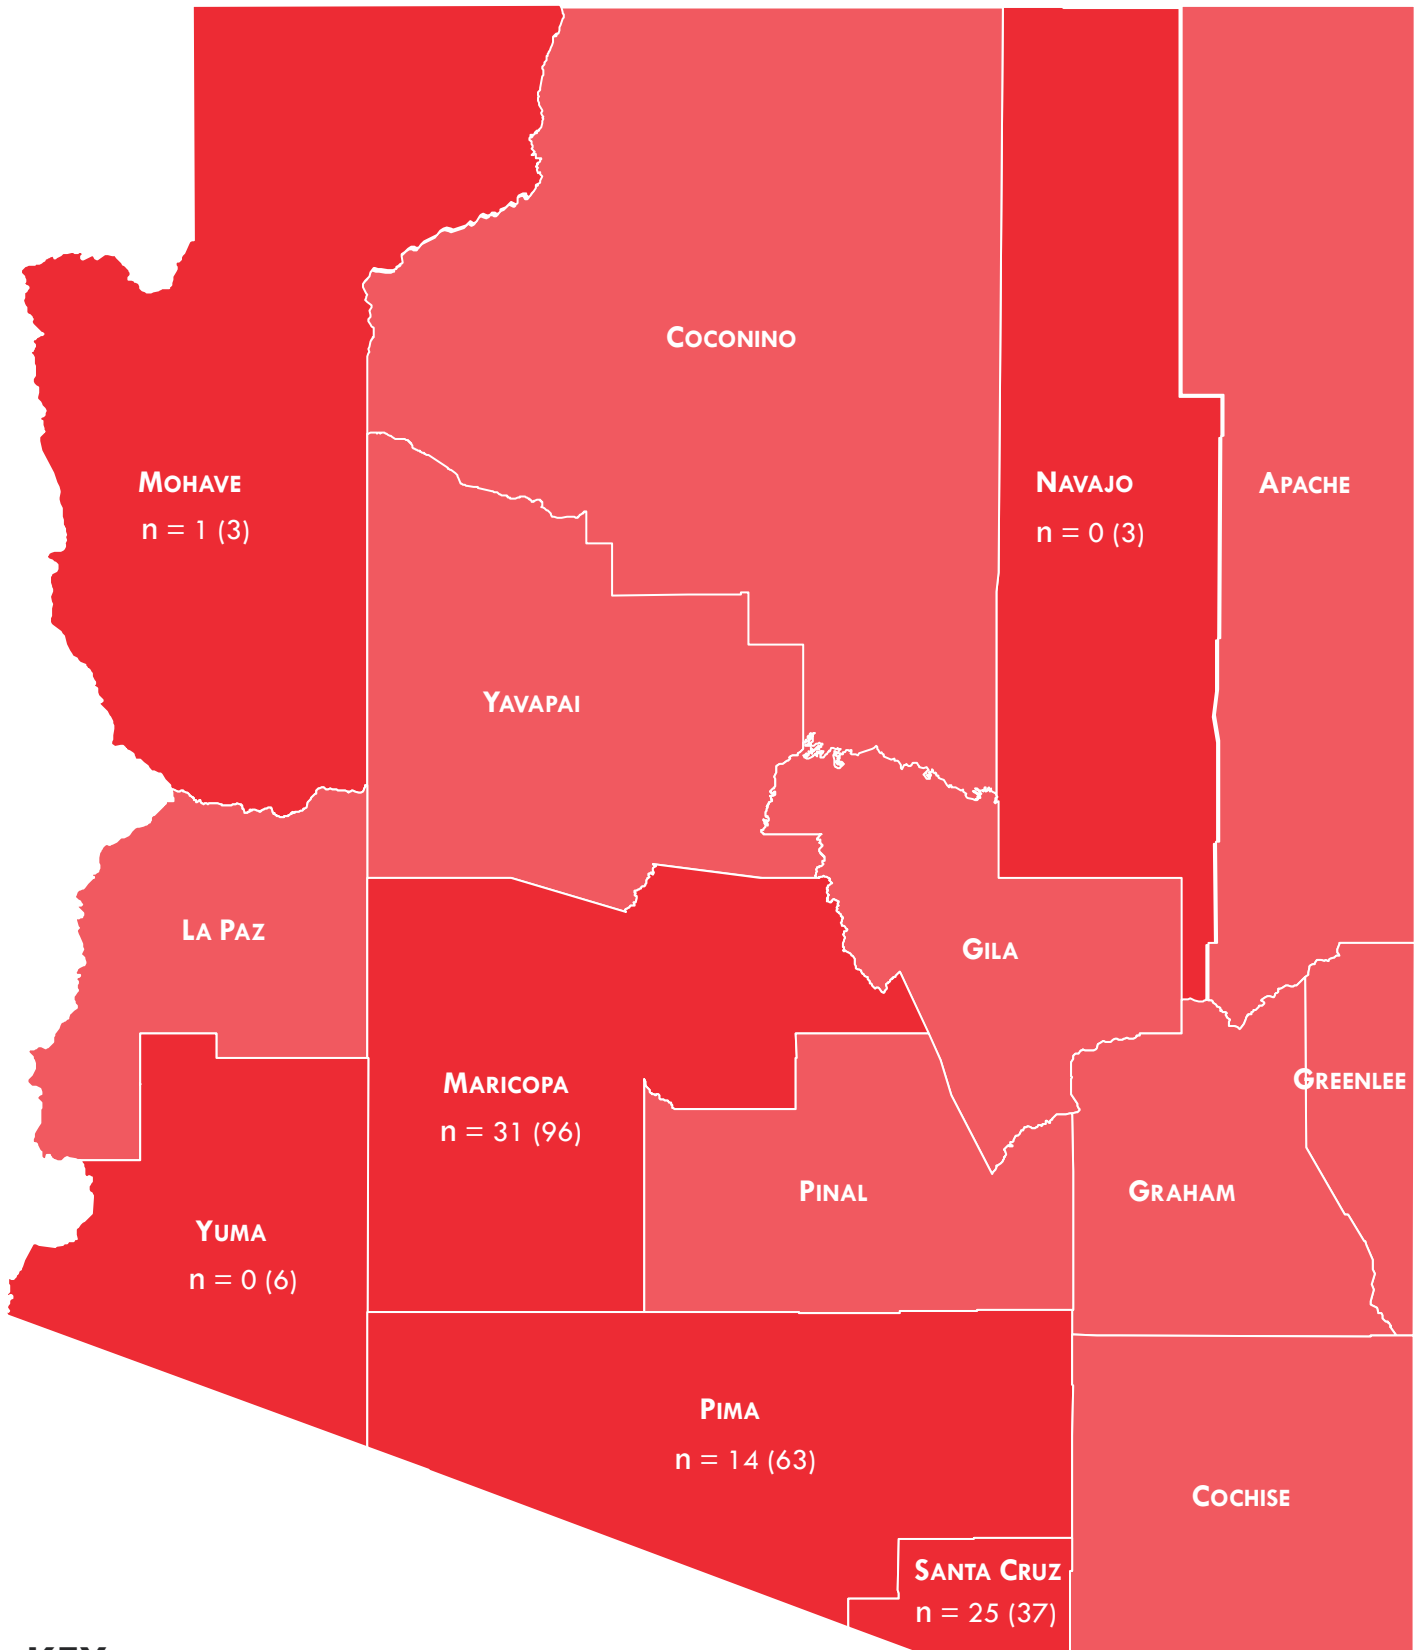 COCONINO
MOHAVE
n = 1 (3)
NAVAJO
n = 0 (3)
APACHE
YAVAPAI
LA PAZ
GILA
MARICOPA
n = 31 (96)
GREENLEE
PINAL
GRAHAM
YUMA
n = 0 (6)
PIMA
n = 14 (63)
COCHISE
SANTA CRUZ
n = 25 (37)
KEY